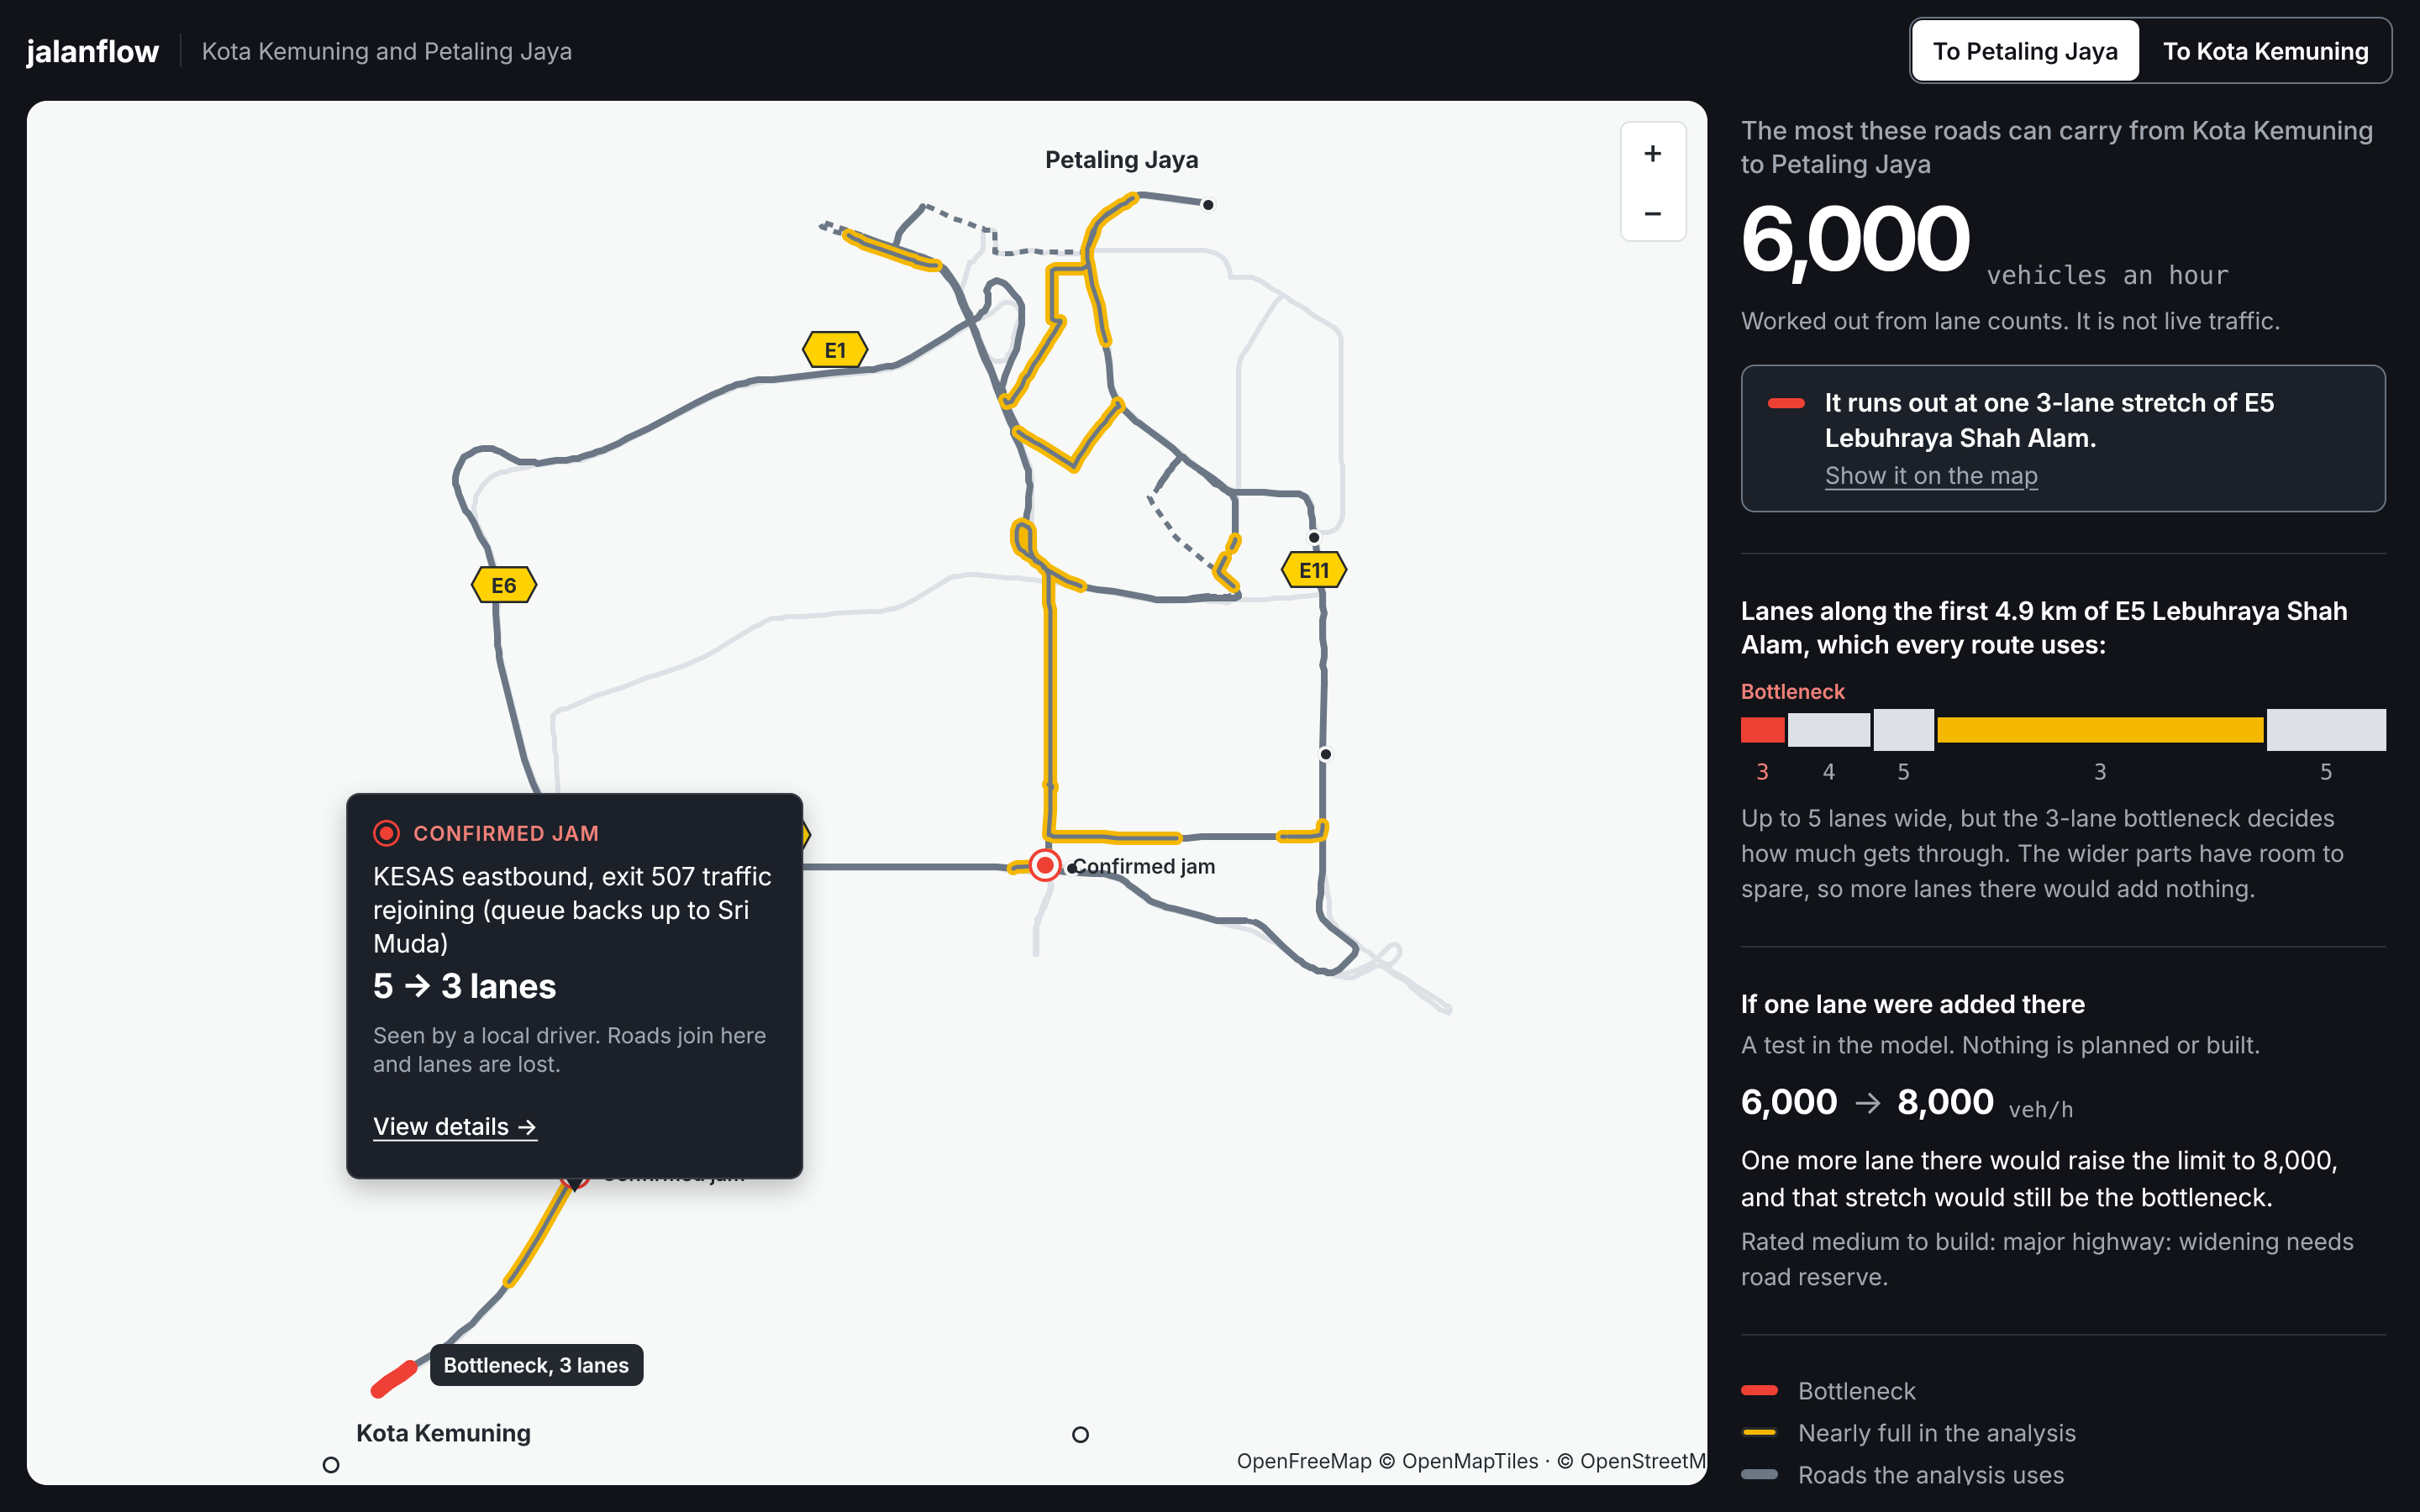 jalanflow
Kota Kemuning and Petaling Jaya
To Petaling Jaya
To Kota Kemuning
Petaling Jaya
+
−
E1
E6
E11
CONFIRMED JAM
KESAS eastbound, exit 507 traffic
rejoining (queue backs up to Sri
Muda)
5 → 3 lanes
Seen by a local driver. Roads join here
and lanes are lost.
View details →
Confirmed jam
Confirmed jam
Bottleneck, 3 lanes
Kota Kemuning
OpenFreeMap © OpenMapTiles · © OpenStreetM
The most these roads can carry from Kota Kemuning
to Petaling Jaya
6,000 vehicles an hour
Worked out from lane counts. It is not live traffic.
It runs out at one 3-lane stretch of E5
Lebuhraya Shah Alam.
Show it on the map
Lanes along the first 4.9 km of E5 Lebuhraya Shah
Alam, which every route uses:
Bottleneck
3 4 5 3 5
Up to 5 lanes wide, but the 3-lane bottleneck decides
how much gets through. The wider parts have room to
spare, so more lanes there would add nothing.
If one lane were added there
A test in the model. Nothing is planned or built.
6,000 → 8,000 veh/h
One more lane there would raise the limit to 8,000,
and that stretch would still be the bottleneck.
Rated medium to build: major highway: widening needs
road reserve.
Bottleneck
Nearly full in the analysis
Roads the analysis uses